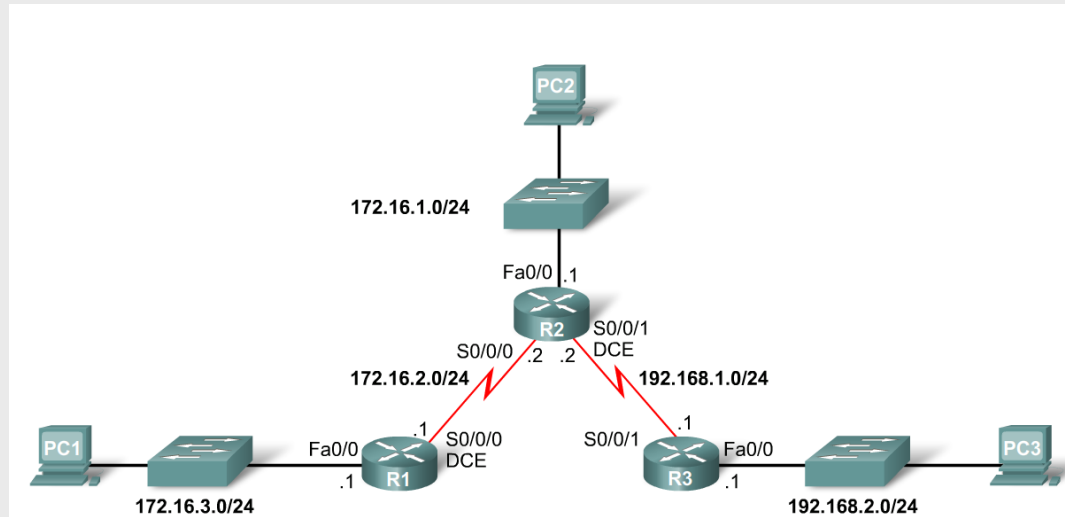 PC2
172.16.1.0/24
Fa0/0
.1
R2
S0/0/1
DCE
S0/0/0
.2
.2
172.16.2.0/24
192.168.1.0/24
PC1
.1
S0/0/0
DCE
Fa0/0
.1
R1
172.16.3.0/24
.1
S0/0/1
Fa0/0
.1
R3
PC3
192.168.2.0/24